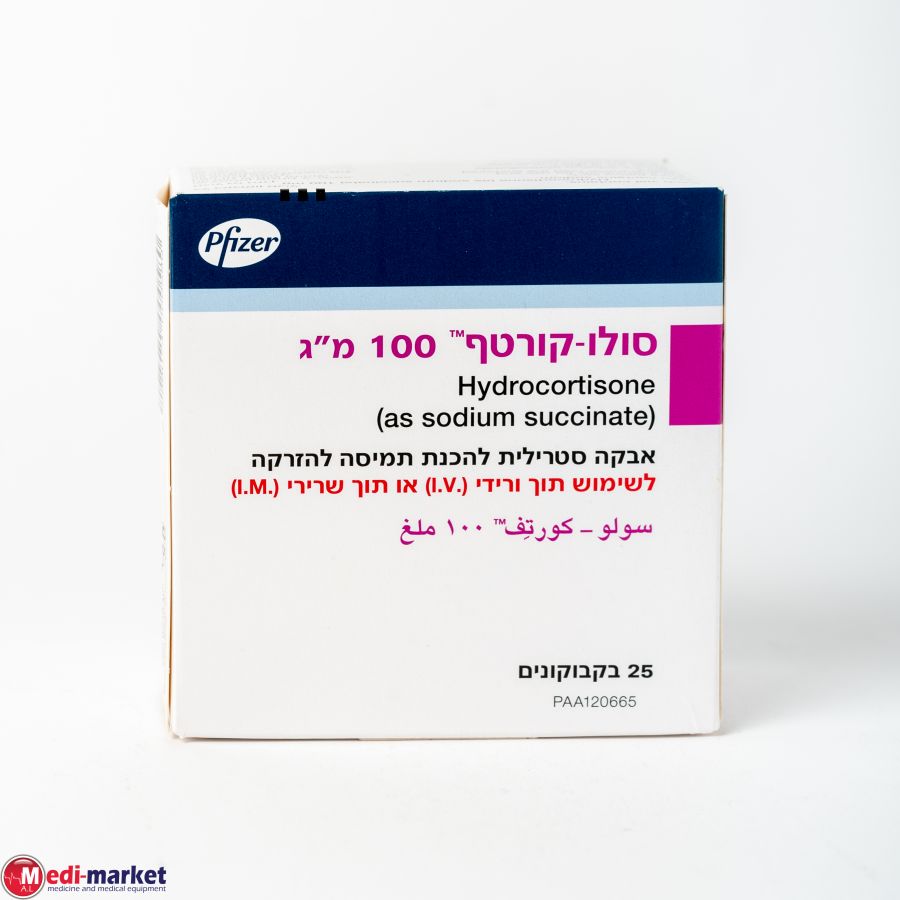 Pfizer
סולו-קורטף™ 100 מ"ג
Hydrocortisone
(as sodium succinate)
אבקה סטרילית להכנת תמיסה להזרקה
לשימוש תוך ורידי (I.V.) או תוך שרירי (I.M.)
سولو - كورتِف™ ١٠٠ ملغ
25 בקבוקונים
PAA120665
Medi-market
A.L
medicine and medical equipment